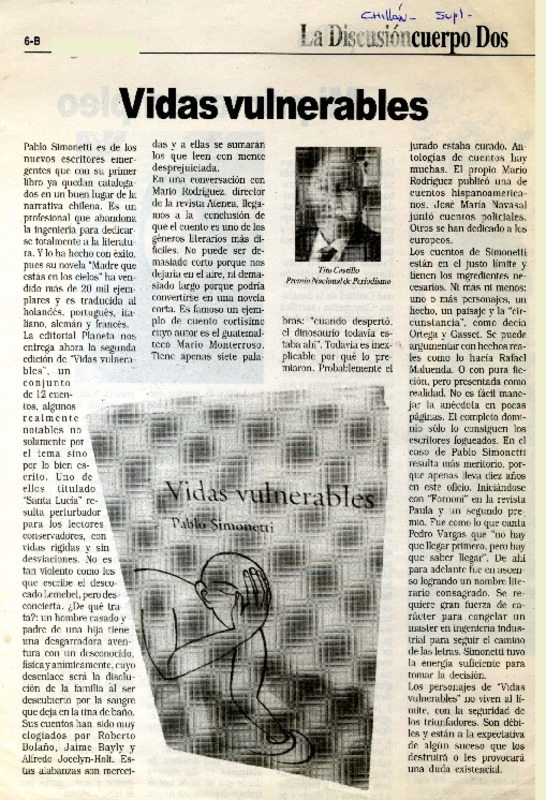 CHILLÁN - Supl-
6-B
La Discusión cuerpo Dos
Vidas vulnerables
Pablo Simonetti es de los
nuevos escritores emer-
gentes que con su primer
libro ya quedan cataloga-
dos en un buen lugar de la
narrativa chilena. Es un
profesional que abandona
la ingeniería para dedicar-
se totalmente a la literatu-
ra. Y lo ha hecho con éxito,
pues su novela "Madre que
estás en los cielos" ha ven-
dido más de 20 mil ejem-
plares y es traducida al
holandés, portugués, ita-
liano, alemán y francés.
La editorial Planeta nos
entrega ahora la segunda
edición de "Vidas vulnera-
bles", un
conjunto
de 12 cuen-
tos, algunos
realmente
notables no
solamente por
el tema sino
por lo bien es-
crito. Uno de
ellos titulado
"Santa Lucía" re-
sulta perturbador
para los lectores
conservadores, con
vidas rígidas y sin
desviaciones. No es
tan violento como los
que escribe el desco-
cado Lemebel, pero des-
concierta. ¿De qué tra-
ta?: un hombre casado y
padre de una hija tiene
una desgarradora aven-
tura con un desconocido,
física y anímicamente, cuyo
desenlace será la disolu-
ción de la familia al ser
descubierto por la sangre
que deja en la tina de baño.
Sus cuentos han sido muy
elogiados por Roberto
Bolaño, Jaime Bayly y
Alfredo Jocelyn-Holt. Es-
tas alabanzas son mereci-
das y a ellas se sumarán
los que leen con mente
desprejuiciada.
En una conversación con
Mario Rodríguez, director
de la revista Atenea, llega-
mos a la conclusión de
que el cuento es uno de los
géneros literarios más di-
fíciles. No puede ser de-
masiado corto porque nos
dejaría en el aire, ni dema-
siado largo porque podría
convertirse en una novela
corta. Es famoso un ejem-
plo de cuento cortísimo
cuyo autor es el guatemal-
teco Mario Monterroso.
Tiene apenas siete pala-
Tito Castillo
Premio Nacional de Periodismo
bras: "cuando despertó,
el dinosaurio todavía es-
taba ahí". Todavía es inex-
plicable por qué lo pre-
miaron. Probablemente el
jurado estaba curado. An-
tologías de cuentos hay
muchas. El propio Mario
Rodríguez publicó una de
cuentos hispanoamerica-
nos. José María Navasal
juntó cuentos policiales.
Otros se han dedicado a los
europeos.
Los cuentos de Simonetti
están en el justo límite y
tienen los ingredientes ne-
cesarios. Ni más ni menos:
uno o más personajes, un
hecho, un paisaje y la "cir-
cunstancia", como decía
Ortega y Gasset. Se puede
argumentar con hechos rea-
les como lo hacía Rafael
Maluenda. O con pura fic-
ción, pero presentada como
realidad. No es fácil mane-
jar la anécdota en pocas
páginas. El completo domi-
nio sólo lo consiguen los
escritores fogueados. En el
caso de Pablo Simonetti
resulta más meritorio, por-
que apenas lleva diez años
en este oficio. Iniciándose
con "Fornoni" en la revista
Paula y un segundo pre-
mio. Fue como lo que canta
Pedro Vargas que "no hay
que llegar primero, pero hay
que saber llegar". De ahí
para adelante fue en ascen-
so logrando un nombre lite-
rario consagrado. Se re-
quiere gran fuerza de ca-
rácter para congelar un
master en ingeniería indus-
trial para seguir el camino
de las letras. Simonetti tuvo
la energía suficiente para
tomar la decisión.
Los personajes de "Vidas
vulnerables" no viven al lí-
mite, con la seguridad de
los triunfadores. Son débi-
les y están a la expectativa
de algún suceso que los
destruirá o les provocará
una duda existencial.
Vidas vulnerables
Pablo Simonetti